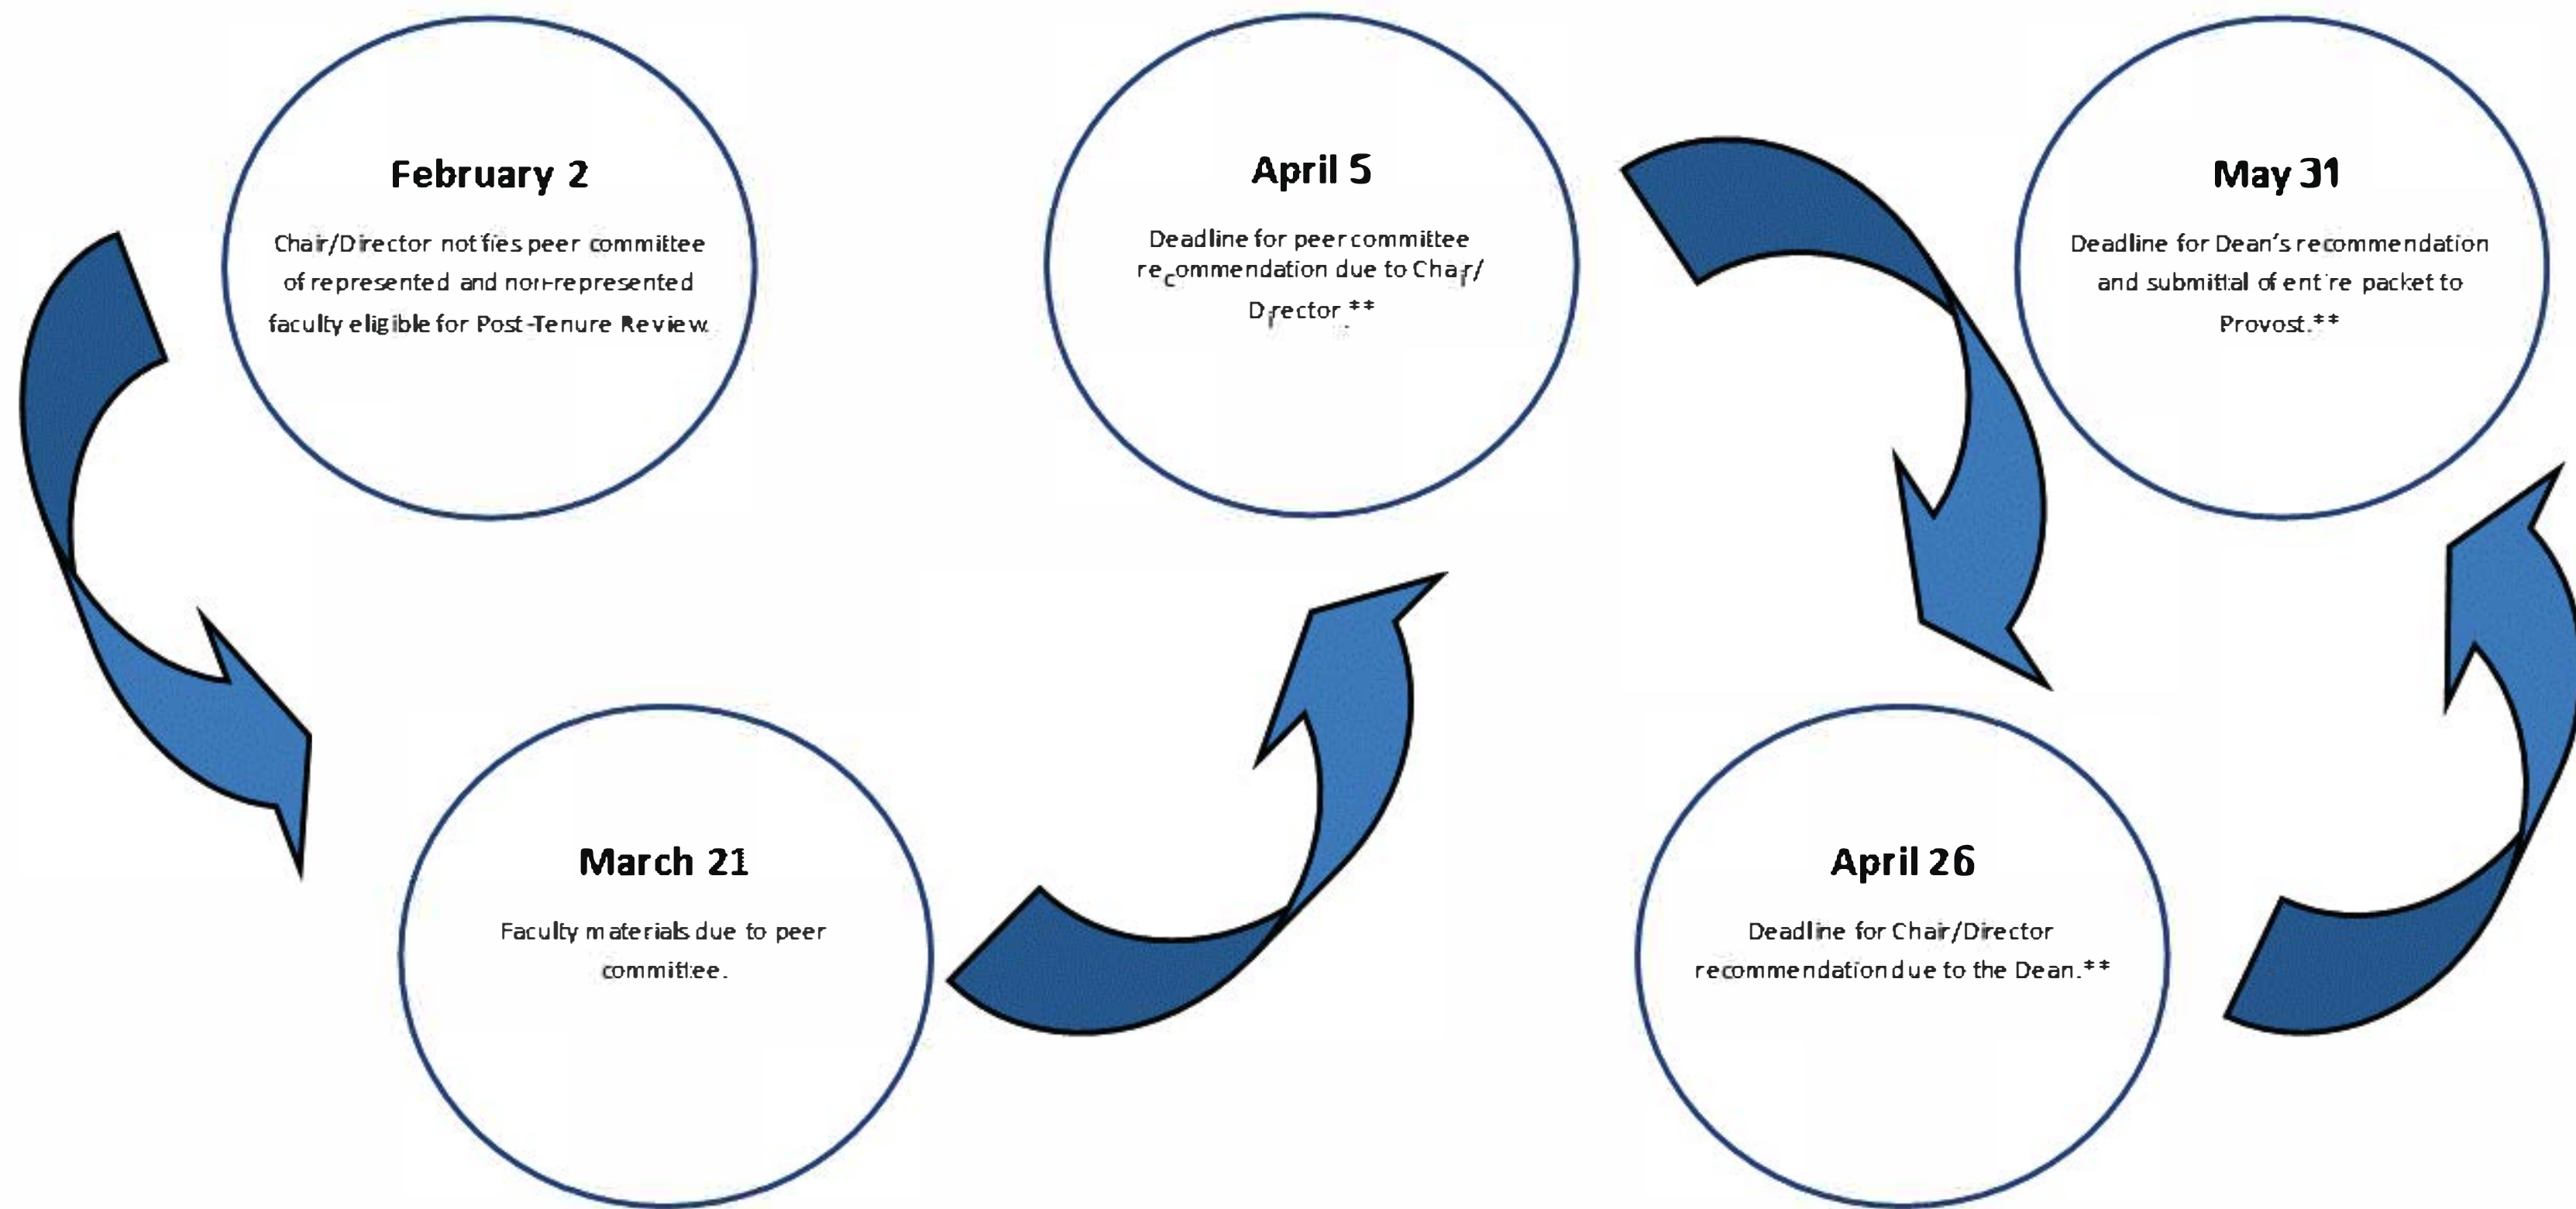 February 2
Chair/Director notifies peer committee
of represented and non-represented
faculty eligible for Post-Tenure Review.
March 21
Faculty materials due to peer
committee.
April 5
Deadline for peer committee
recommendation due to Chair/
Director.**
April 26
Deadline for Chair/Director
recommendation due to the Dean.**
May 31
Deadline for Dean's recommendation
and submittal of entire packet to
Provost.**